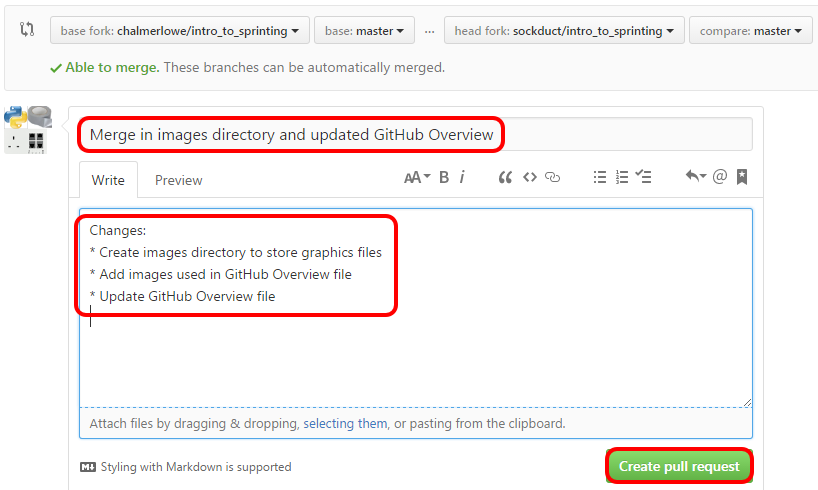 base fork: chalmerlowe/intro_to_sprinting base: master ... head fork: sockduct/intro_to_sprinting compare: master
Able to merge. These branches can be automatically merged.
Merge in images directory and updated GitHub Overview
Write Preview AA B i
Changes:
* Create images directory to store graphics files
* Add images used in GitHub Overview file
* Update GitHub Overview file
Attach files by dragging & dropping, selecting them, or pasting from the clipboard.
Styling with Markdown is supported
Create pull request